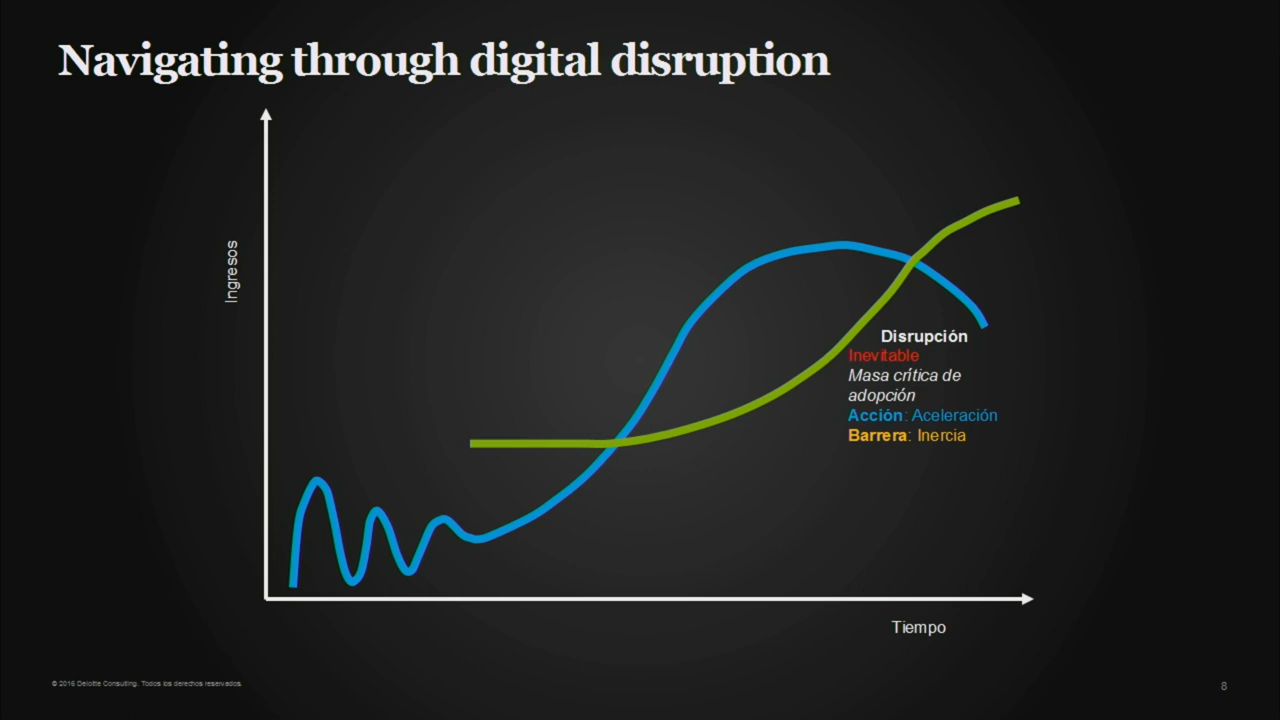 Navigating through digital disruption
Ingresos
Disrupción
Inevitable
Masa crítica de
adopción
Acción: Aceleración
Barrera: Inercia
Tiempo
© 2016 Deloitte Consulting. Todos los derechos reservados.
8